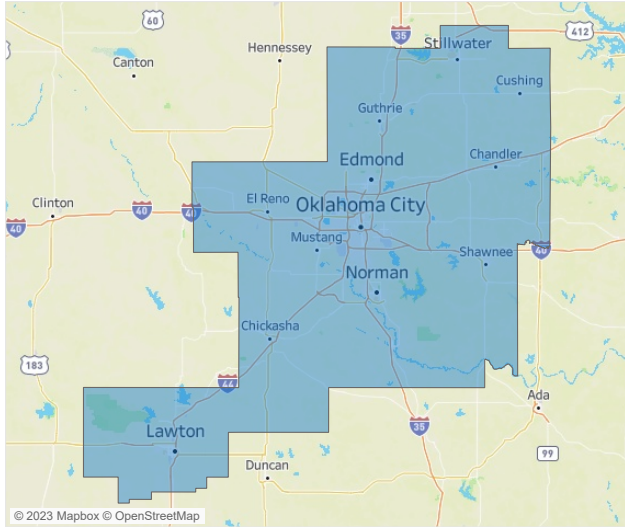 60
35
Stillwater
412
Hennessey
Canton
Cushing
Guthrie
Edmond
Chandler
Clinton
El Reno
Oklahoma City
40
40
40
Mustang
Shawnee
40
Norman
Chickasha
183
44
Ada
Lawton
35
99
Duncan
© 2023 Mapbox © OpenStreetMap